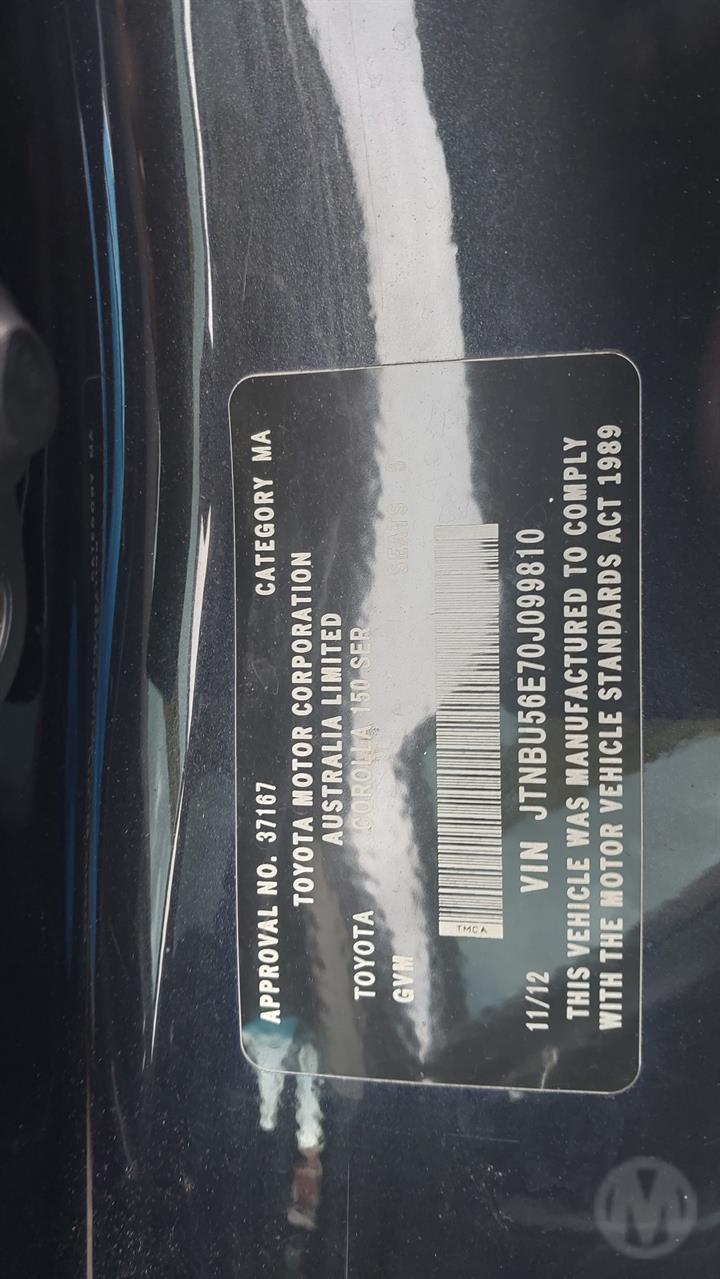 APPROVAL NO. 37167 CATEGORY MA
TOYOTA MOTOR CORPORATION
AUSTRALIA LIMITED
TOYOTA COROLLA 150 SER
GVM SEATS
TMCA
11/12 VIN JTNBU56E70J099810
THIS VEHICLE WAS MANUFACTURED TO COMPLY
WITH THE MOTOR VEHICLE STANDARDS ACT 1989
M